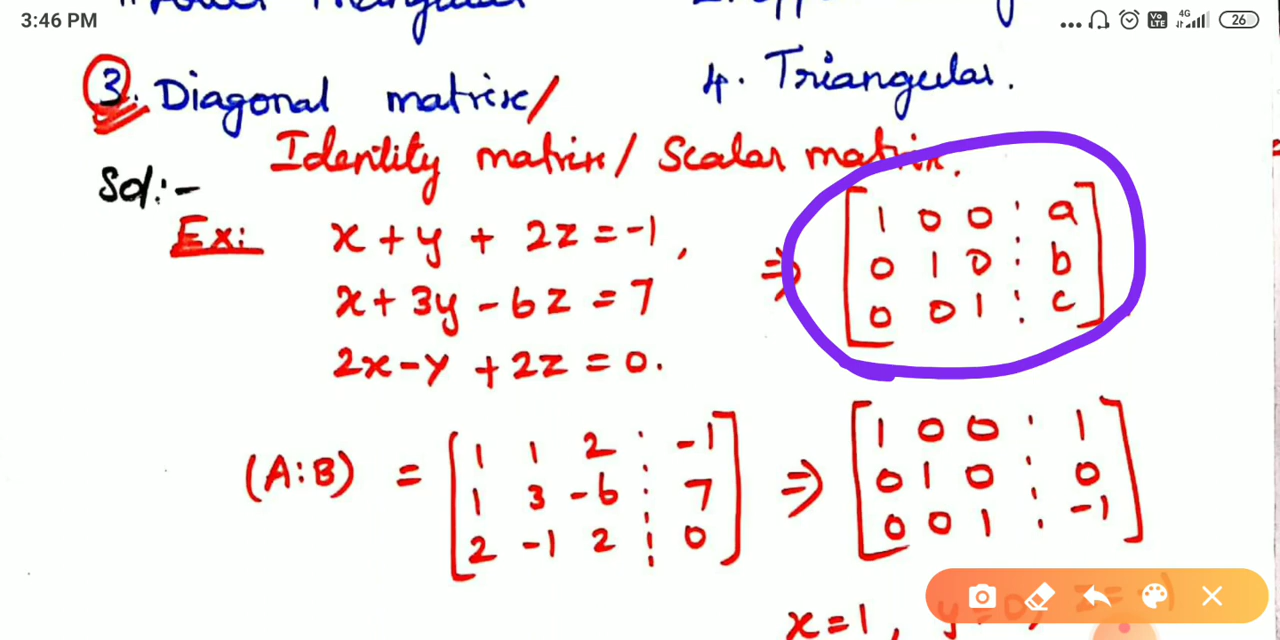 3:46 PM ... Vo LTE 4G 26
3. Diagonal matrix/ 4. Triangular.
Identity matrix/ Scalar matrix.
Sol:-
Ex: x + y + 2z = -1,
x + 3y - 6z = 7
2x - y + 2z = 0.
⇒ [1 0 0 : a
0 1 0 : b
0 0 1 : c]
(A:B) = [1 1 2 : -1
1 3 -6 : 7
2 -1 2 : 0]
⇒ [1 0 0 : 1
0 1 0 : 0
0 0 1 : -1]
x = 1,